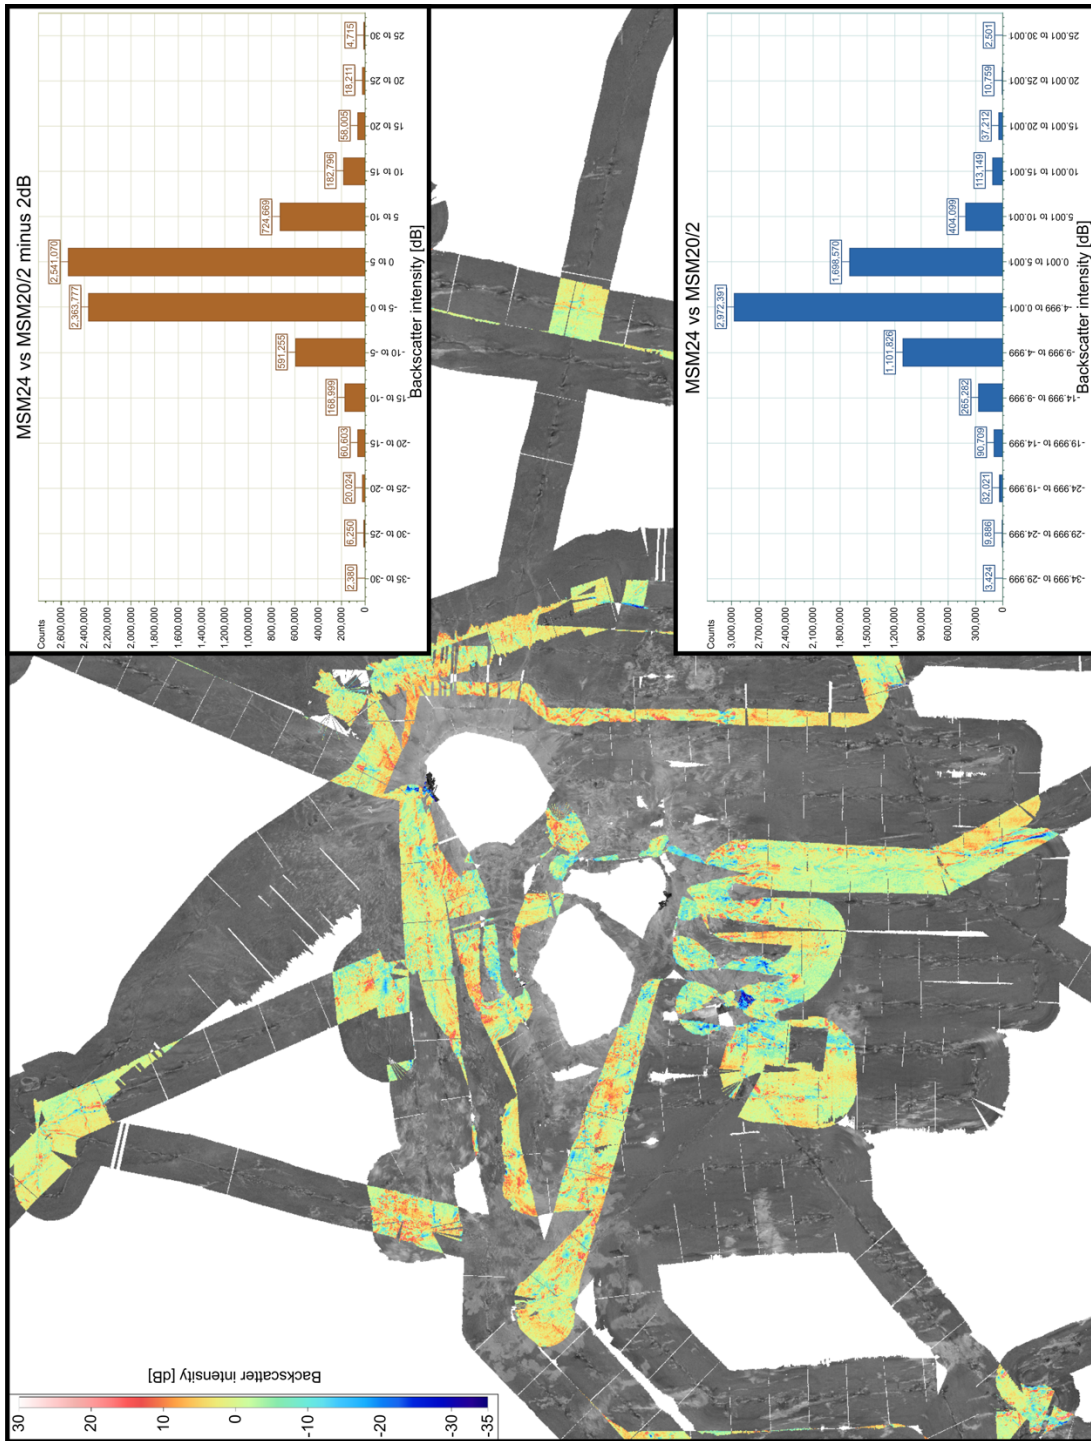 MSM24 vs MSM20/2 minus 2dB
Counts
2,600,000
2,400,000
2,200,000
2,000,000
1,800,000
1,600,000
1,400,000
1,200,000
1,000,000
800,000
600,000
400,000
200,000
0
2,380
6,250
20,024
60,603
168,999
591,255
2,363,777
2,541,070
724,669
182,796
58,005
18,211
4,715
-35 to -30
-30 to -25
-25 to -20
-20 to -15
-15 to -10
-10 to -5
-5 to 0
0 to 5
5 to 10
10 to 15
15 to 20
20 to 25
25 to 30
Backscatter intensity [dB]
MSM24 vs MSM20/2
Counts
3,000,000
2,700,000
2,400,000
2,100,000
1,800,000
1,500,000
1,200,000
900,000
600,000
300,000
0
3,424
9,886
32,021
90,709
265,282
1,101,826
2,972,391
1,698,570
404,099
113,149
37,212
10,759
2,501
-34.999 to -29.999
-29.999 to -24.999
-24.999 to -19.999
-19.999 to -14.999
-14.999 to -9.999
-9.999 to -4.999
-4.999 to 0.001
0.001 to 5.001
5.001 to 10.001
10.001 to 15.001
15.001 to 20.001
20.001 to 25.001
25.001 to 30.001
Backscatter intensity [dB]
Backscatter intensity [dB]
30
20
10
0
-10
-20
-30
-35